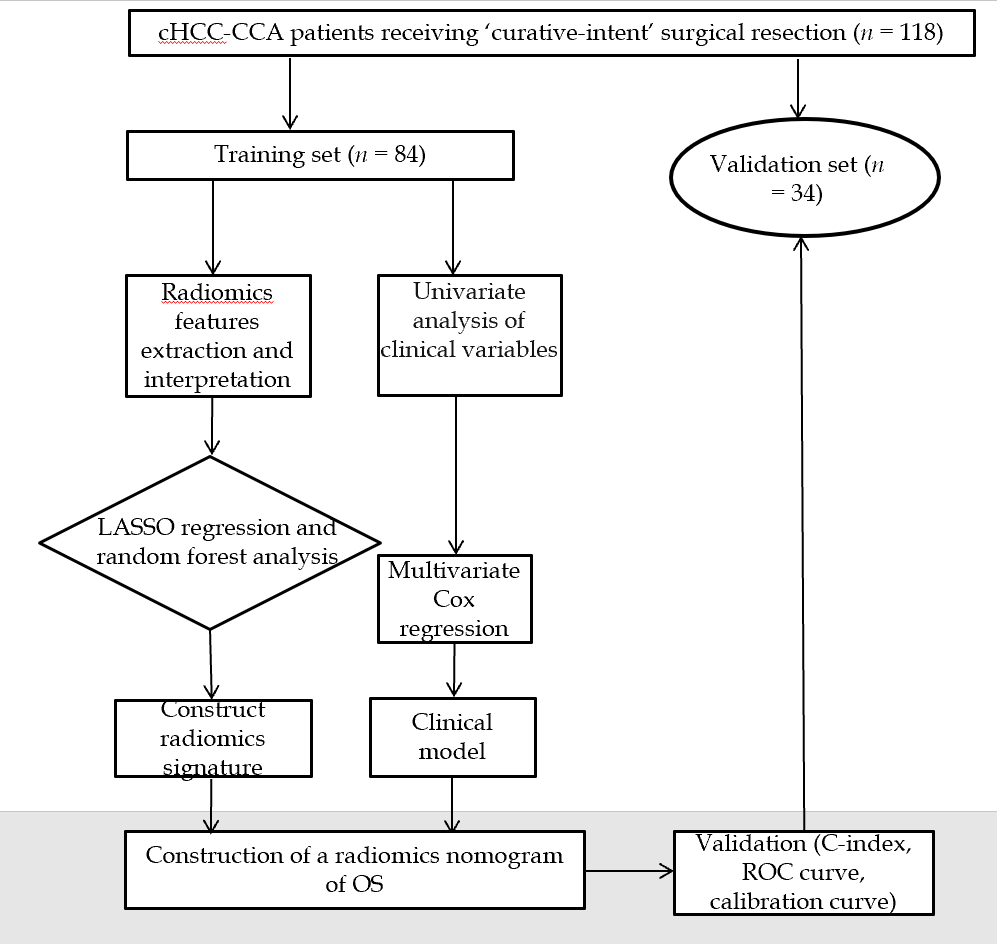 cHCC-CCA patients receiving ‘curative-intent’ surgical resection (n = 118)
Training set (n = 84)
Validation set (n
= 34)
Radiomics
features
extraction and
interpretation
Univariate
analysis of
clinical variables
LASSO regression and
random forest analysis
Multivariate
Cox
regression
Construct
radiomics
signature
Clinical
model
Construction of a radiomics nomogram
of OS
Validation (C-index,
ROC curve,
calibration curve)